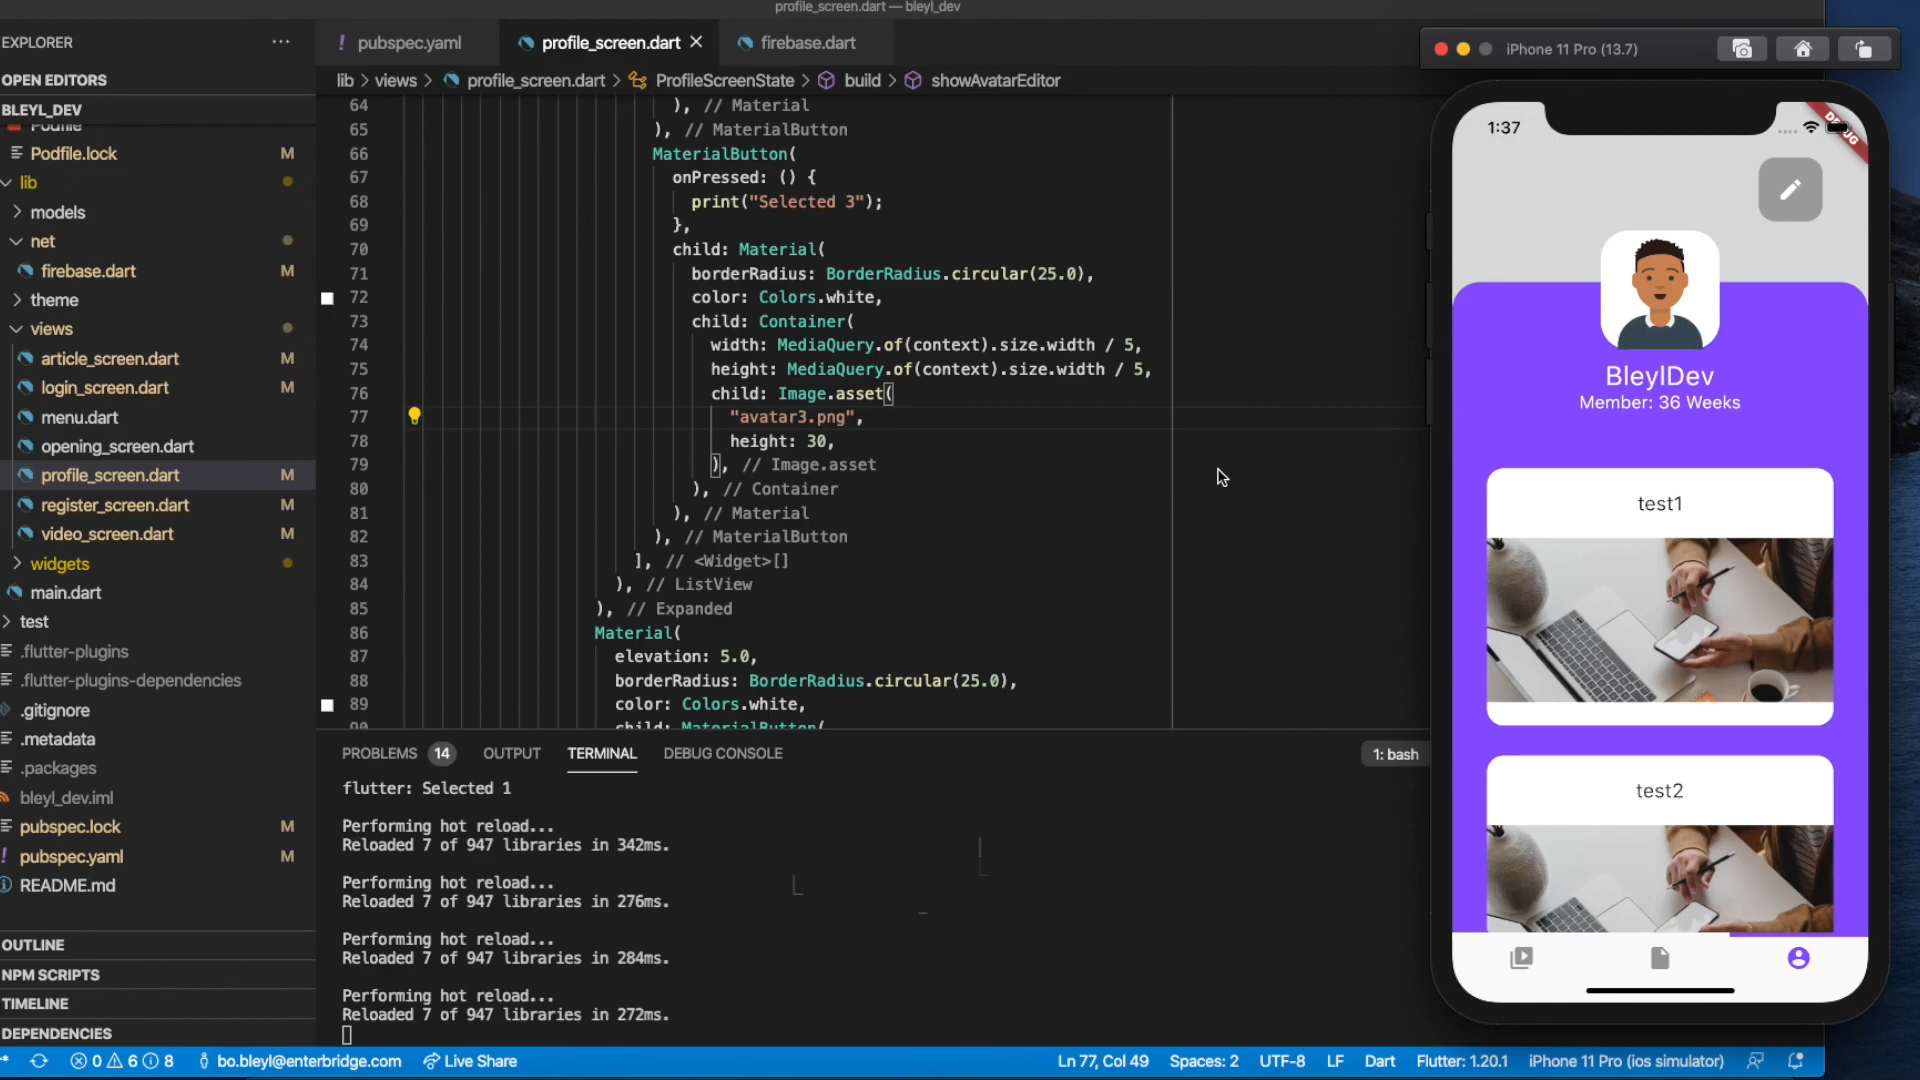 profile_screen.dart — bleyl_dev
EXPLORER
OPEN EDITORS
BLEYL_DEV
Podfile
Podfile.lock M
lib
models
net
firebase.dart M
theme
views
article_screen.dart M
login_screen.dart M
menu.dart
opening_screen.dart
profile_screen.dart M
register_screen.dart M
video_screen.dart M
widgets
main.dart
test
.flutter-plugins
.flutter-plugins-dependencies
.gitignore
.metadata
.packages
bleyl_dev.iml
pubspec.lock M
pubspec.yaml M
README.md
OUTLINE
NPM SCRIPTS
TIMELINE
DEPENDENCIES
pubspec.yaml profile_screen.dart firebase.dart
lib > views > profile_screen.dart > ProfileScreenState > build > showAvatarEditor
64 ), // Material
65 ), // MaterialButton
66 MaterialButton(
67 onPressed: () {
68 print("Selected 3");
69 },
70 child: Material(
71 borderRadius: BorderRadius.circular(25.0),
72 color: Colors.white,
73 child: Container(
74 width: MediaQuery.of(context).size.width / 5,
75 height: MediaQuery.of(context).size.width / 5,
76 child: Image.asset(
77 "avatar3.png",
78 height: 30,
79 ), // Image.asset
80 ), // Container
81 ), // Material
82 ), // MaterialButton
83 ], // <Widget>[]
84 ), // ListView
85 ), // Expanded
86 Material(
87 elevation: 5.0,
88 borderRadius: BorderRadius.circular(25.0),
89 color: Colors.white,
90 child: MaterialButton(
PROBLEMS 14 OUTPUT TERMINAL DEBUG CONSOLE 1: bash
flutter: Selected 1
Performing hot reload...
Reloaded 7 of 947 libraries in 342ms.
Performing hot reload...
Reloaded 7 of 947 libraries in 276ms.
Performing hot reload...
Reloaded 7 of 947 libraries in 284ms.
Performing hot reload...
Reloaded 7 of 947 libraries in 272ms.
iPhone 11 Pro (13.7)
1:37
DEBUG
BleylDev
Member: 36 Weeks
test1
test2
0 6 8 bo.bleyl@enterbridge.com Live Share Ln 77, Col 49 Spaces: 2 UTF-8 LF Dart Flutter: 1.20.1 iPhone 11 Pro (ios simulator)